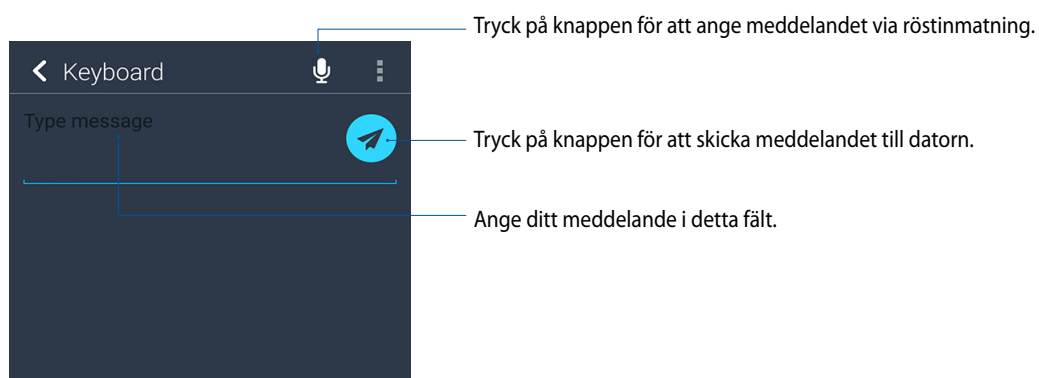 Tryck på knappen för att ange meddelandet via röstinmatning.
Keyboard
Type message
Tryck på knappen för att skicka meddelandet till datorn.
Ange ditt meddelande i detta fält.